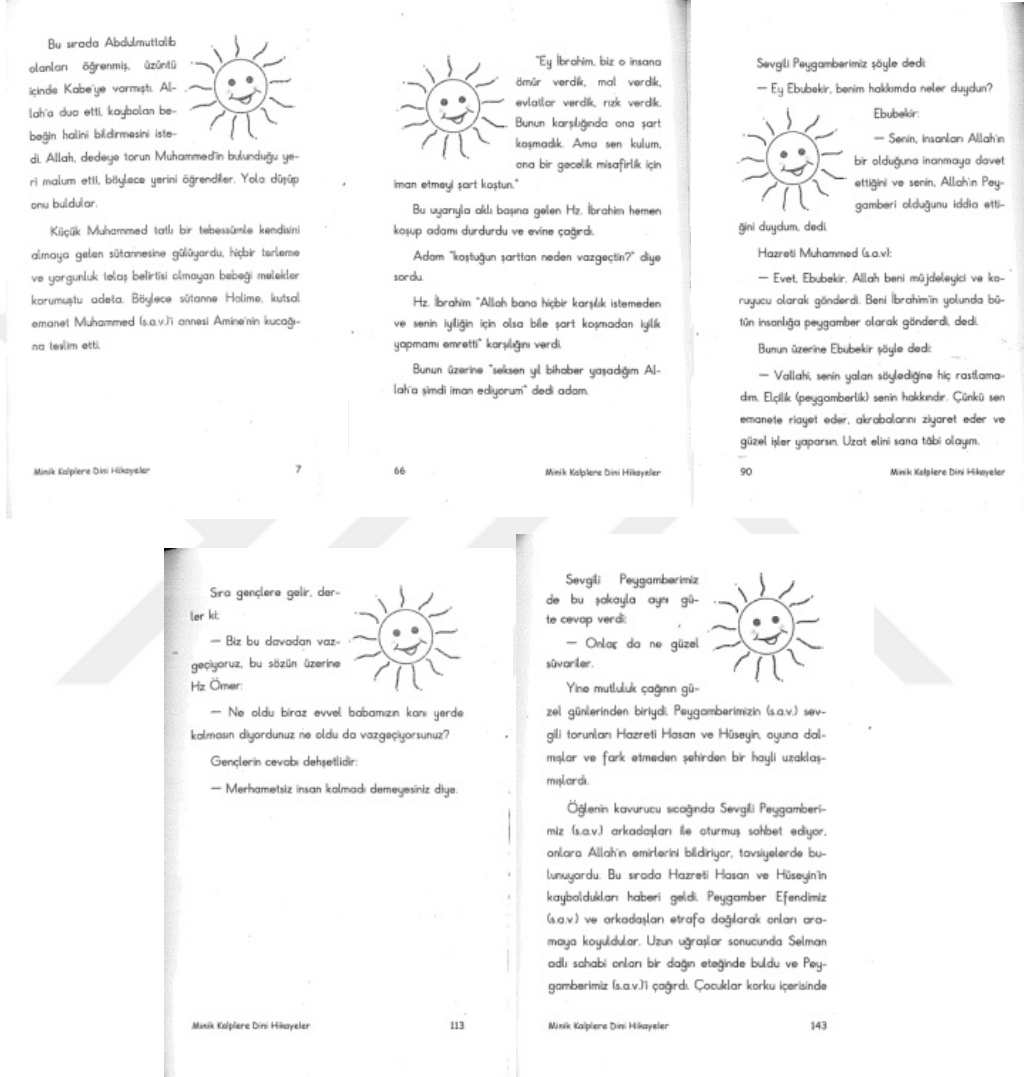 Bu sırada Abdulmuttalib
olanları öğrenmiş, üzüntü
içinde Kabe'ye varmıştı. Al-
lah'a dua etti, kaybolan be-
beğin halini bildirmesini iste-
di. Allah, dedeye torun Muhammed'in bulunduğu ye-
ri malum etti, böylece yerini öğrendiler. Yola düşüp
onu buldular.
Küçük Muhammed tatlı bir tebessümle kendisini
almaya gelen sütannesine gülüyordu, hiçbir terleme
ve yorgunluk telaş belirtisi olmayan bebeği melekler
korumuştu adeta. Böylece sütanne Halime, kutsal
emanet Muhammed (s.a.v.)'i annesi Amine'nin kucağı-
na teslim etti.
Minik Kalplere Dini Hikayeler 7
"Ey İbrahim, biz o insana
ömür verdik, mal verdik,
evlatlar verdik, rızk verdik.
Bunun karşılığında ona şart
koşmadık. Ama sen kulum,
ona bir gecelik misafirlik için
iman etmeyi şart koştun."
Bu uyarıyla aklı başına gelen Hz. İbrahim hemen
koşup adamı durdurdu ve evine çağırdı.
Adam "koştuğun şarttan neden vazgeçtin?" diye
sordu.
Hz. İbrahim "Allah bana hiçbir karşılık istemeden
ve senin iyiliğin için olsa bile şart koşmadan iyilik
yapmamı emretti" karşılığını verdi.
Bunun üzerine "seksen yıl bihaber yaşadığım Al-
lah'a şimdi iman ediyorum" dedi adam.
66 Minik Kalplere Dini Hikayeler
Sevgili Peygamberimiz şöyle dedi:
— Ey Ebubekir, benim hakkımda neler duydun?
Ebubekir:
— Senin, insanları Allah'ın
bir olduğuna inanmaya davet
ettiğini ve senin, Allah'ın Pey-
gamberi olduğunu iddia etti-
ğini duydum, dedi.
Hazreti Muhammed (s.a.v):
— Evet, Ebubekir. Allah beni müjdeleyici ve ko-
ruyucu olarak gönderdi. Beni İbrahim'in yolunda bü-
tün insanlığa peygamber olarak gönderdi, dedi.
Bunun üzerine Ebubekir şöyle dedi:
— Vallahi, senin yalan söylediğine hiç rastlama-
dım. Elçilik (peygamberlik) senin hakkındır. Çünkü sen
emanete riayet eder, akrabalarını ziyaret eder ve
güzel işler yaparsın. Uzat elini sana tâbi olayım.
90 Minik Kalplere Dini Hikayeler
Sıra gençlere gelir, der-
ler ki:
— Biz bu davadan vaz-
geçiyoruz, bu sözün üzerine
Hz Ömer:
— Ne oldu biraz evvel babamızın kanı yerde
kalmasın diyordunuz ne oldu da vazgeçiyorsunuz?
Gençlerin cevabı dehşetlidir:
— Merhametsiz insan kalmadı demeyesiniz diye.
Minik Kalplere Dini Hikayeler 113
Sevgili Peygamberimiz
de bu şakayla aynı gü-
te cevap verdi:
— Onlar da ne güzel
süvariler.
Yine mutluluk çağının gü-
zel günlerinden biriydi. Peygamberimizin (s.a.v.) sev-
gili torunları Hazreti Hasan ve Hüseyin, oyuna dal-
mışlar ve fark etmeden şehirden bir hayli uzaklaş-
mışlardı.
Öğlenin kavurucu sıcağında Sevgili Peygamberi-
miz (s.a.v.) arkadaşları ile oturmuş sohbet ediyor,
onlara Allah'ın emirlerini bildiriyor, tavsiyelerde bu-
lunuyordu. Bu sırada Hazreti Hasan ve Hüseyin'in
kayboldukları haberi geldi. Peygamber Efendimiz
(s.a.v) ve arkadaşları etrafa dağılarak onları ara-
maya koyuldular. Uzun uğraşlar sonucunda Selman
adlı sahabi onları bir dağın eteğinde buldu ve Pey-
gamberimiz (s.a.v.)'i çağırdı. Çocuklar korku içerisinde
Minik Kalplere Dini Hikayeler 143